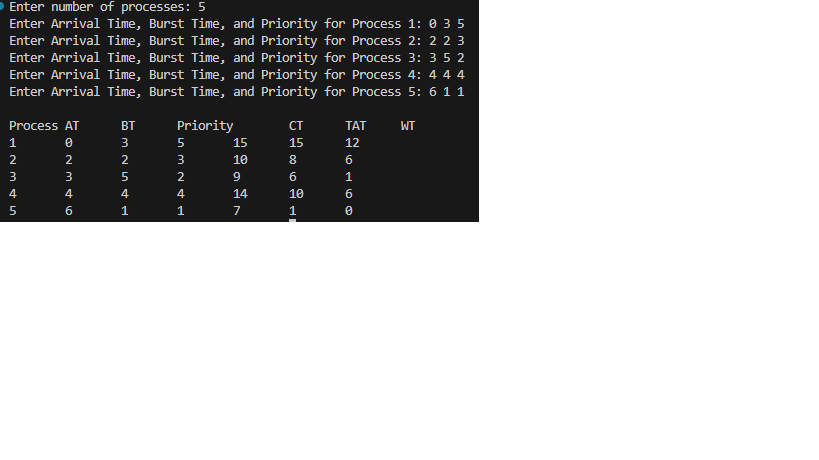 Enter number of processes: 5
Enter Arrival Time, Burst Time, and Priority for Process 1: 0 3 5
Enter Arrival Time, Burst Time, and Priority for Process 2: 2 2 3
Enter Arrival Time, Burst Time, and Priority for Process 3: 3 5 2
Enter Arrival Time, Burst Time, and Priority for Process 4: 4 4 4
Enter Arrival Time, Burst Time, and Priority for Process 5: 6 1 1
Process AT BT Priority CT TAT WT
1 0 3 5 15 15 12
2 2 2 3 10 8 6
3 3 5 2 9 6 1
4 4 4 4 14 10 6
5 6 1 1 7 1 0